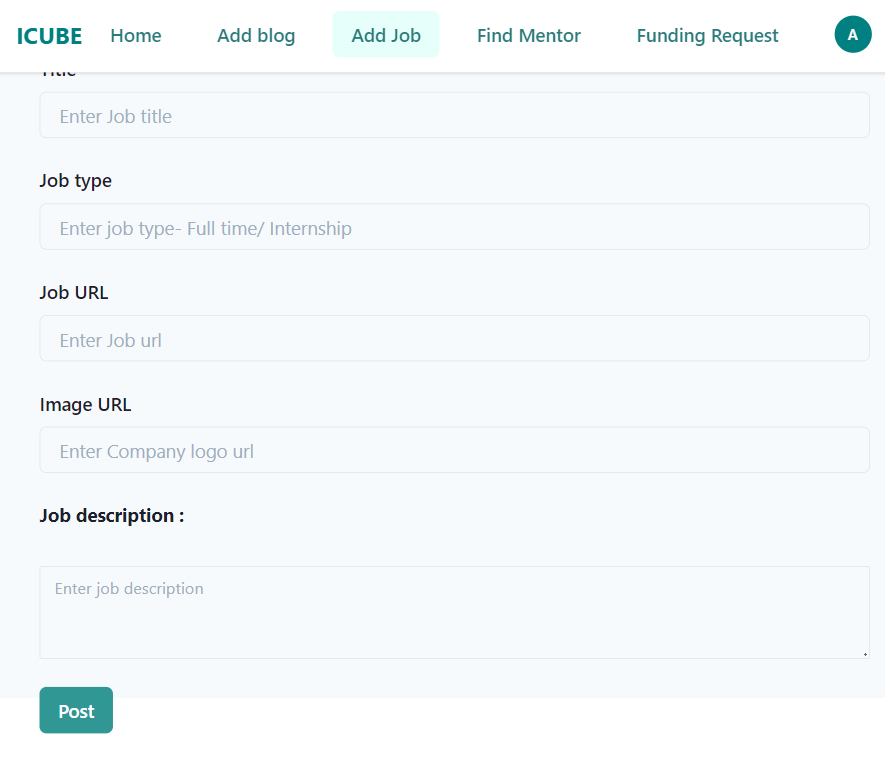 ICUBE Home Add blog Add Job Find Mentor Funding Request A
Title
Enter Job title
Job type
Enter job type- Full time/ Internship
Job URL
Enter Job url
Image URL
Enter Company logo url
Job description :
Enter job description
Post